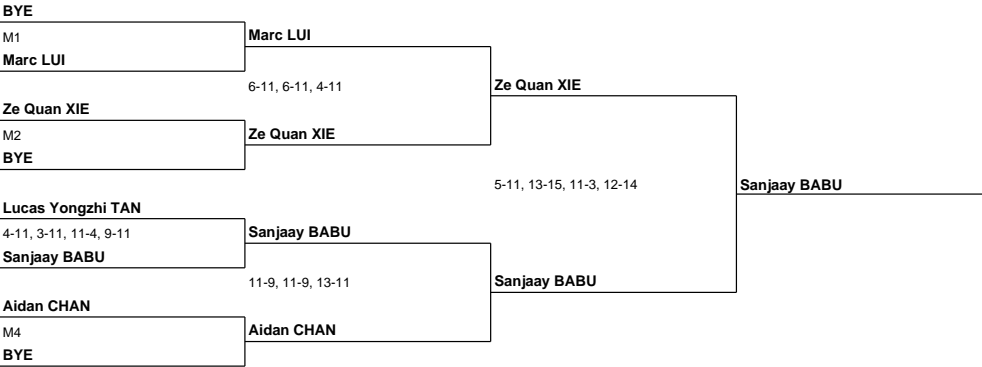 BYE
M1
Marc LUI
Marc LUI
6-11, 6-11, 4-11
Ze Quan XIE
Ze Quan XIE
M2
Ze Quan XIE
BYE
5-11, 13-15, 11-3, 12-14
Sanjaay BABU
Lucas Yongzhi TAN
4-11, 3-11, 11-4, 9-11
Sanjaay BABU
Sanjaay BABU
11-9, 11-9, 13-11
Sanjaay BABU
Aidan CHAN
M4
Aidan CHAN
BYE